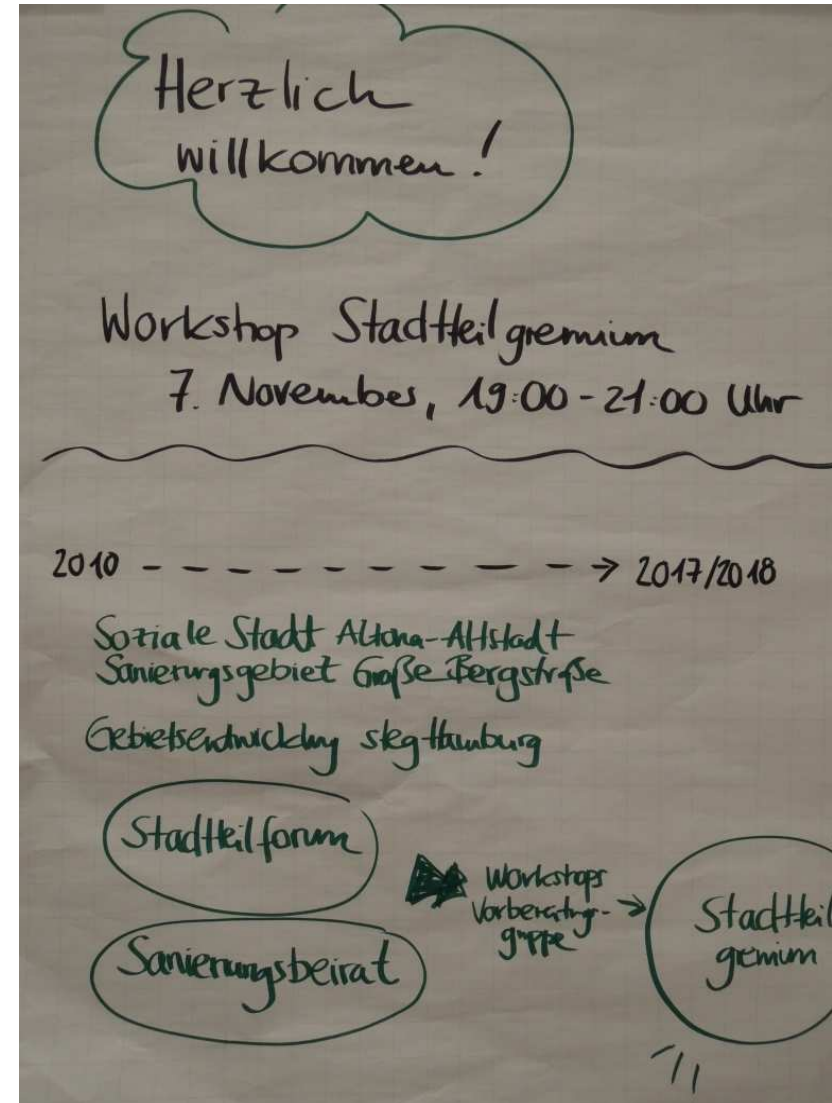 Herzlich
willkommen!
Workshop Stadtteilgremium
7. November, 19:00-21:00 Uhr
2010 - - - - - - - - - → 2017/2018
Soziale Stadt Altona-Altstadt
Sanierungsgebiet Große Bergstraße
Gebietsentwicklung steg Hamburg
Stadtteilforum
Sanierungsbeirat
Workshops
Vorbereitungs-
gruppe
Stadtteil
gremium